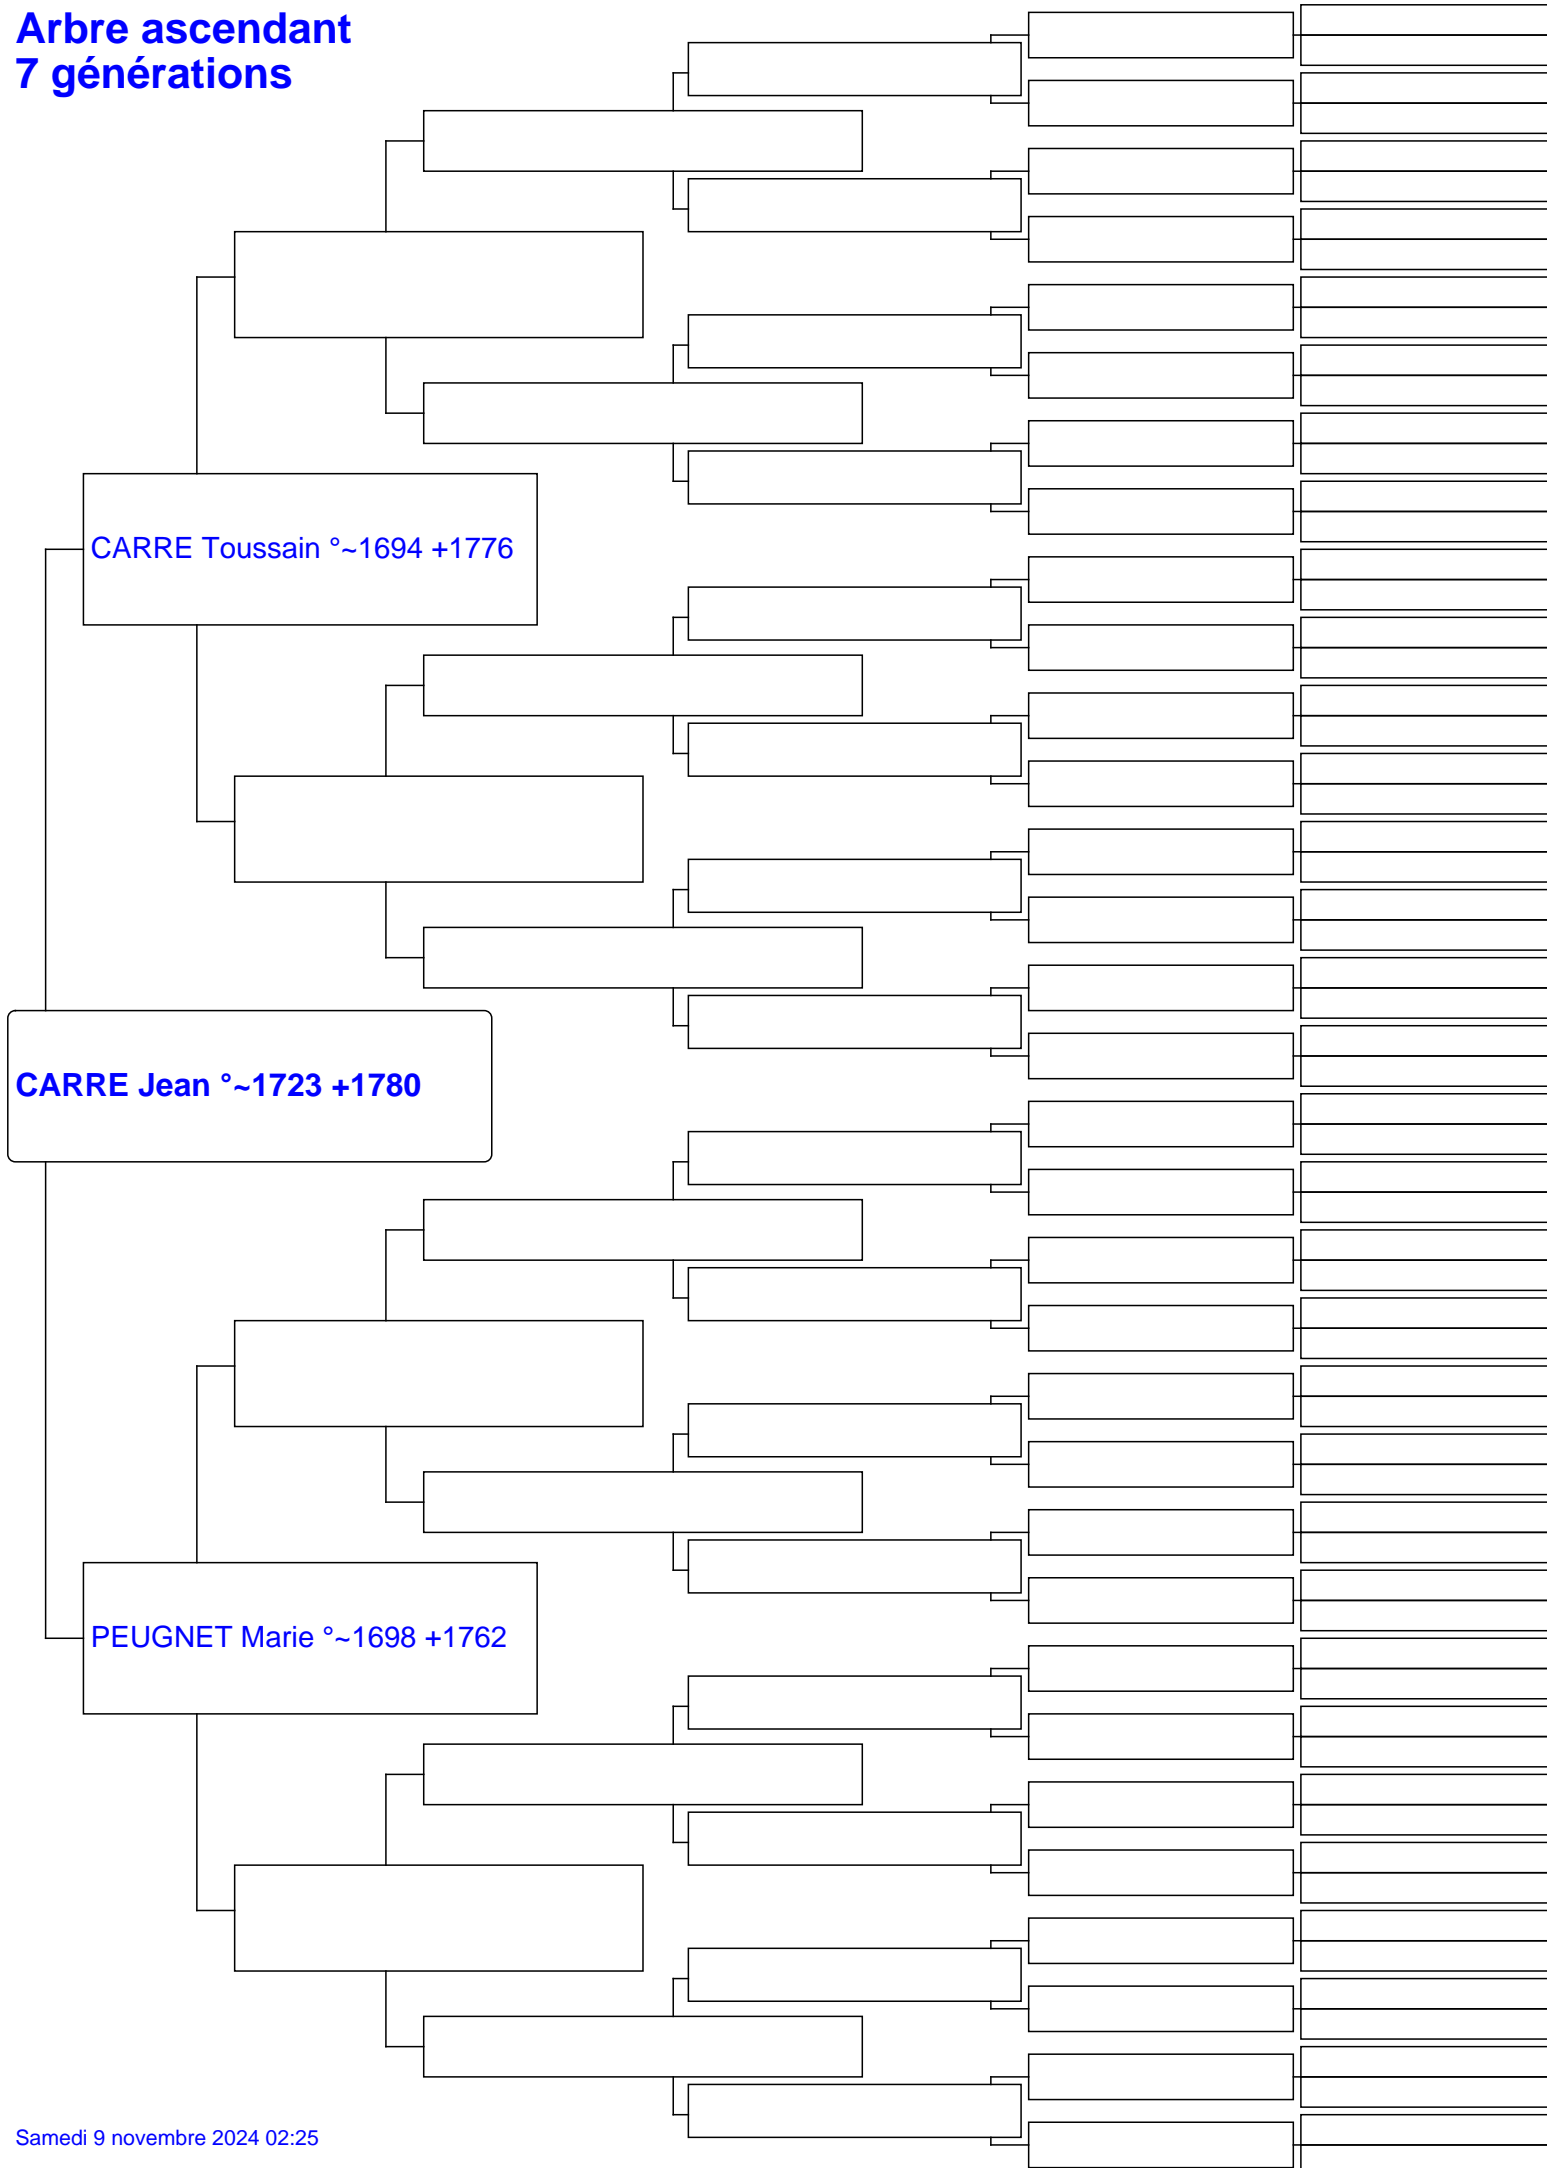 Arbre ascendant
7 générations
CARRE Toussain °~1694 +1776
CARRE Jean °~1723 +1780
PEUGNET Marie °~1698 +1762
Samedi 9 novembre 2024 02:25